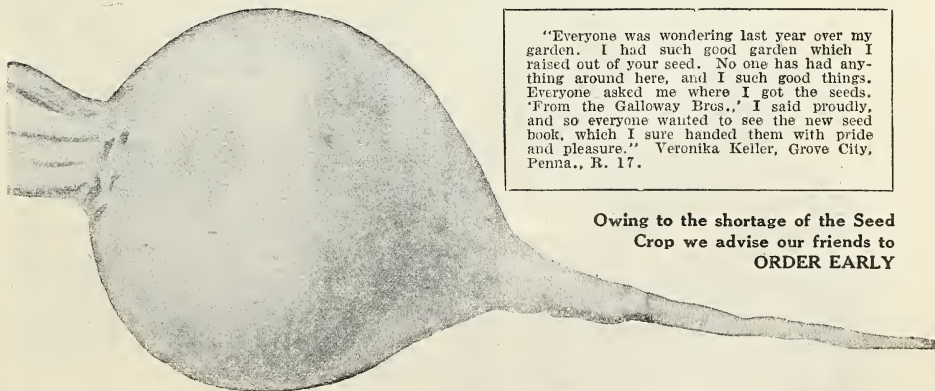 "Everyone was wondering last year over my
garden. I had such good garden which I
raised out of your seed. No one has had any-
thing around here, and I such good things.
Everyone asked me where I got the seeds.
'From the Galloway Bros.,' I said proudly,
and so everyone wanted to see the new seed
book, which I sure handed them with pride
and pleasure." Veronika Keller, Grove City,
Penna., R. 17.
Owing to the shortage of the Seed
Crop we advise our friends to
ORDER EARLY